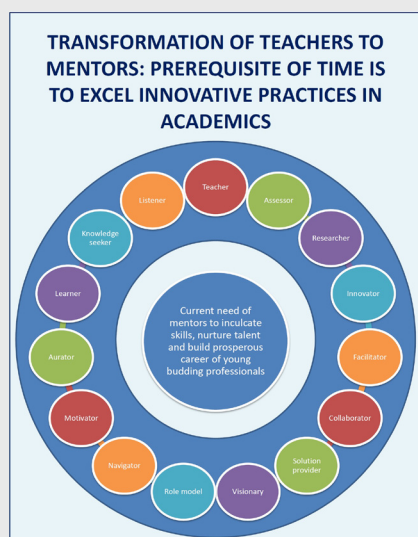 TRANSFORMATION OF TEACHERS TO
MENTORS: PREREQUISITE OF TIME IS
TO EXCEL INNOVATIVE PRACTICES IN
ACADEMICS
Teacher
Assessor
Researcher
Innovator
Facilitator
Collaborator
Solution
provider
Visionary
Role model
Navigator
Motivator
Aurator
Learner
Knowledge
seeker
Listener
Current need of
mentors to inculcate
skills, nurture talent
and build prosperous
career of young
budding professionals